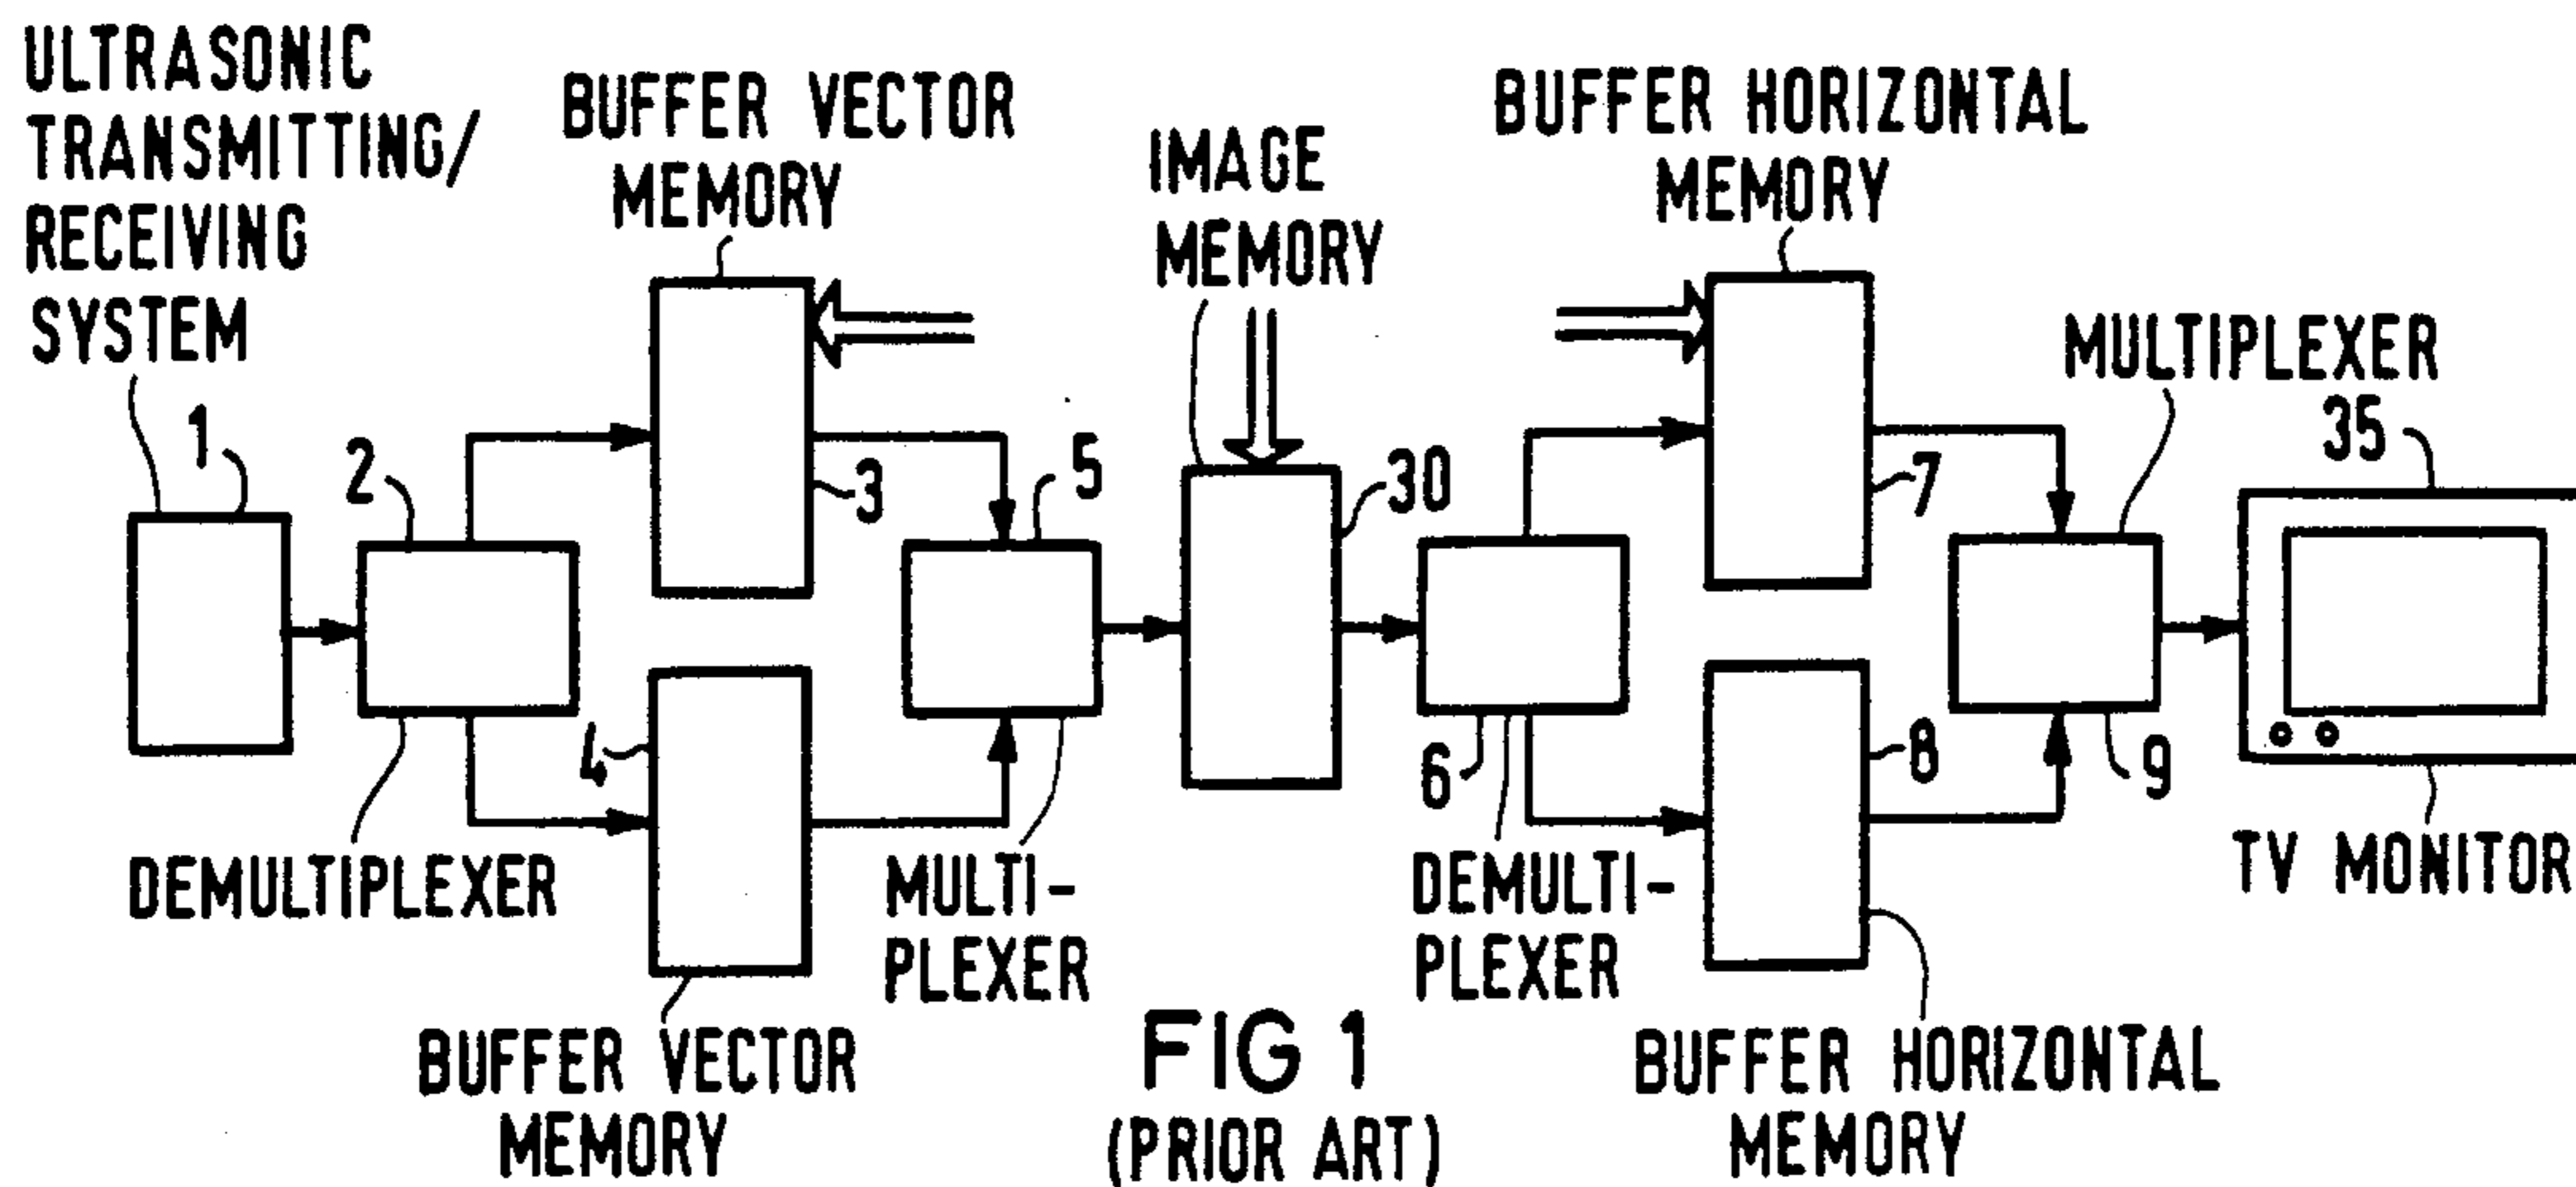 ULTRASONIC
TRANSMITTING/
RECEIVING
SYSTEM
BUFFER VECTOR
MEMORY
IMAGE
MEMORY
BUFFER HORIZONTAL
MEMORY
MULTIPLEXER
35
1
2
3
5
30
7
4
6
8
9
DEMULTIPLEXER
MULTI-
PLEXER
DEMULTI-
PLEXER
TV MONITOR
BUFFER VECTOR
MEMORY
FIG 1
(PRIOR ART)
BUFFER HORIZONTAL
MEMORY